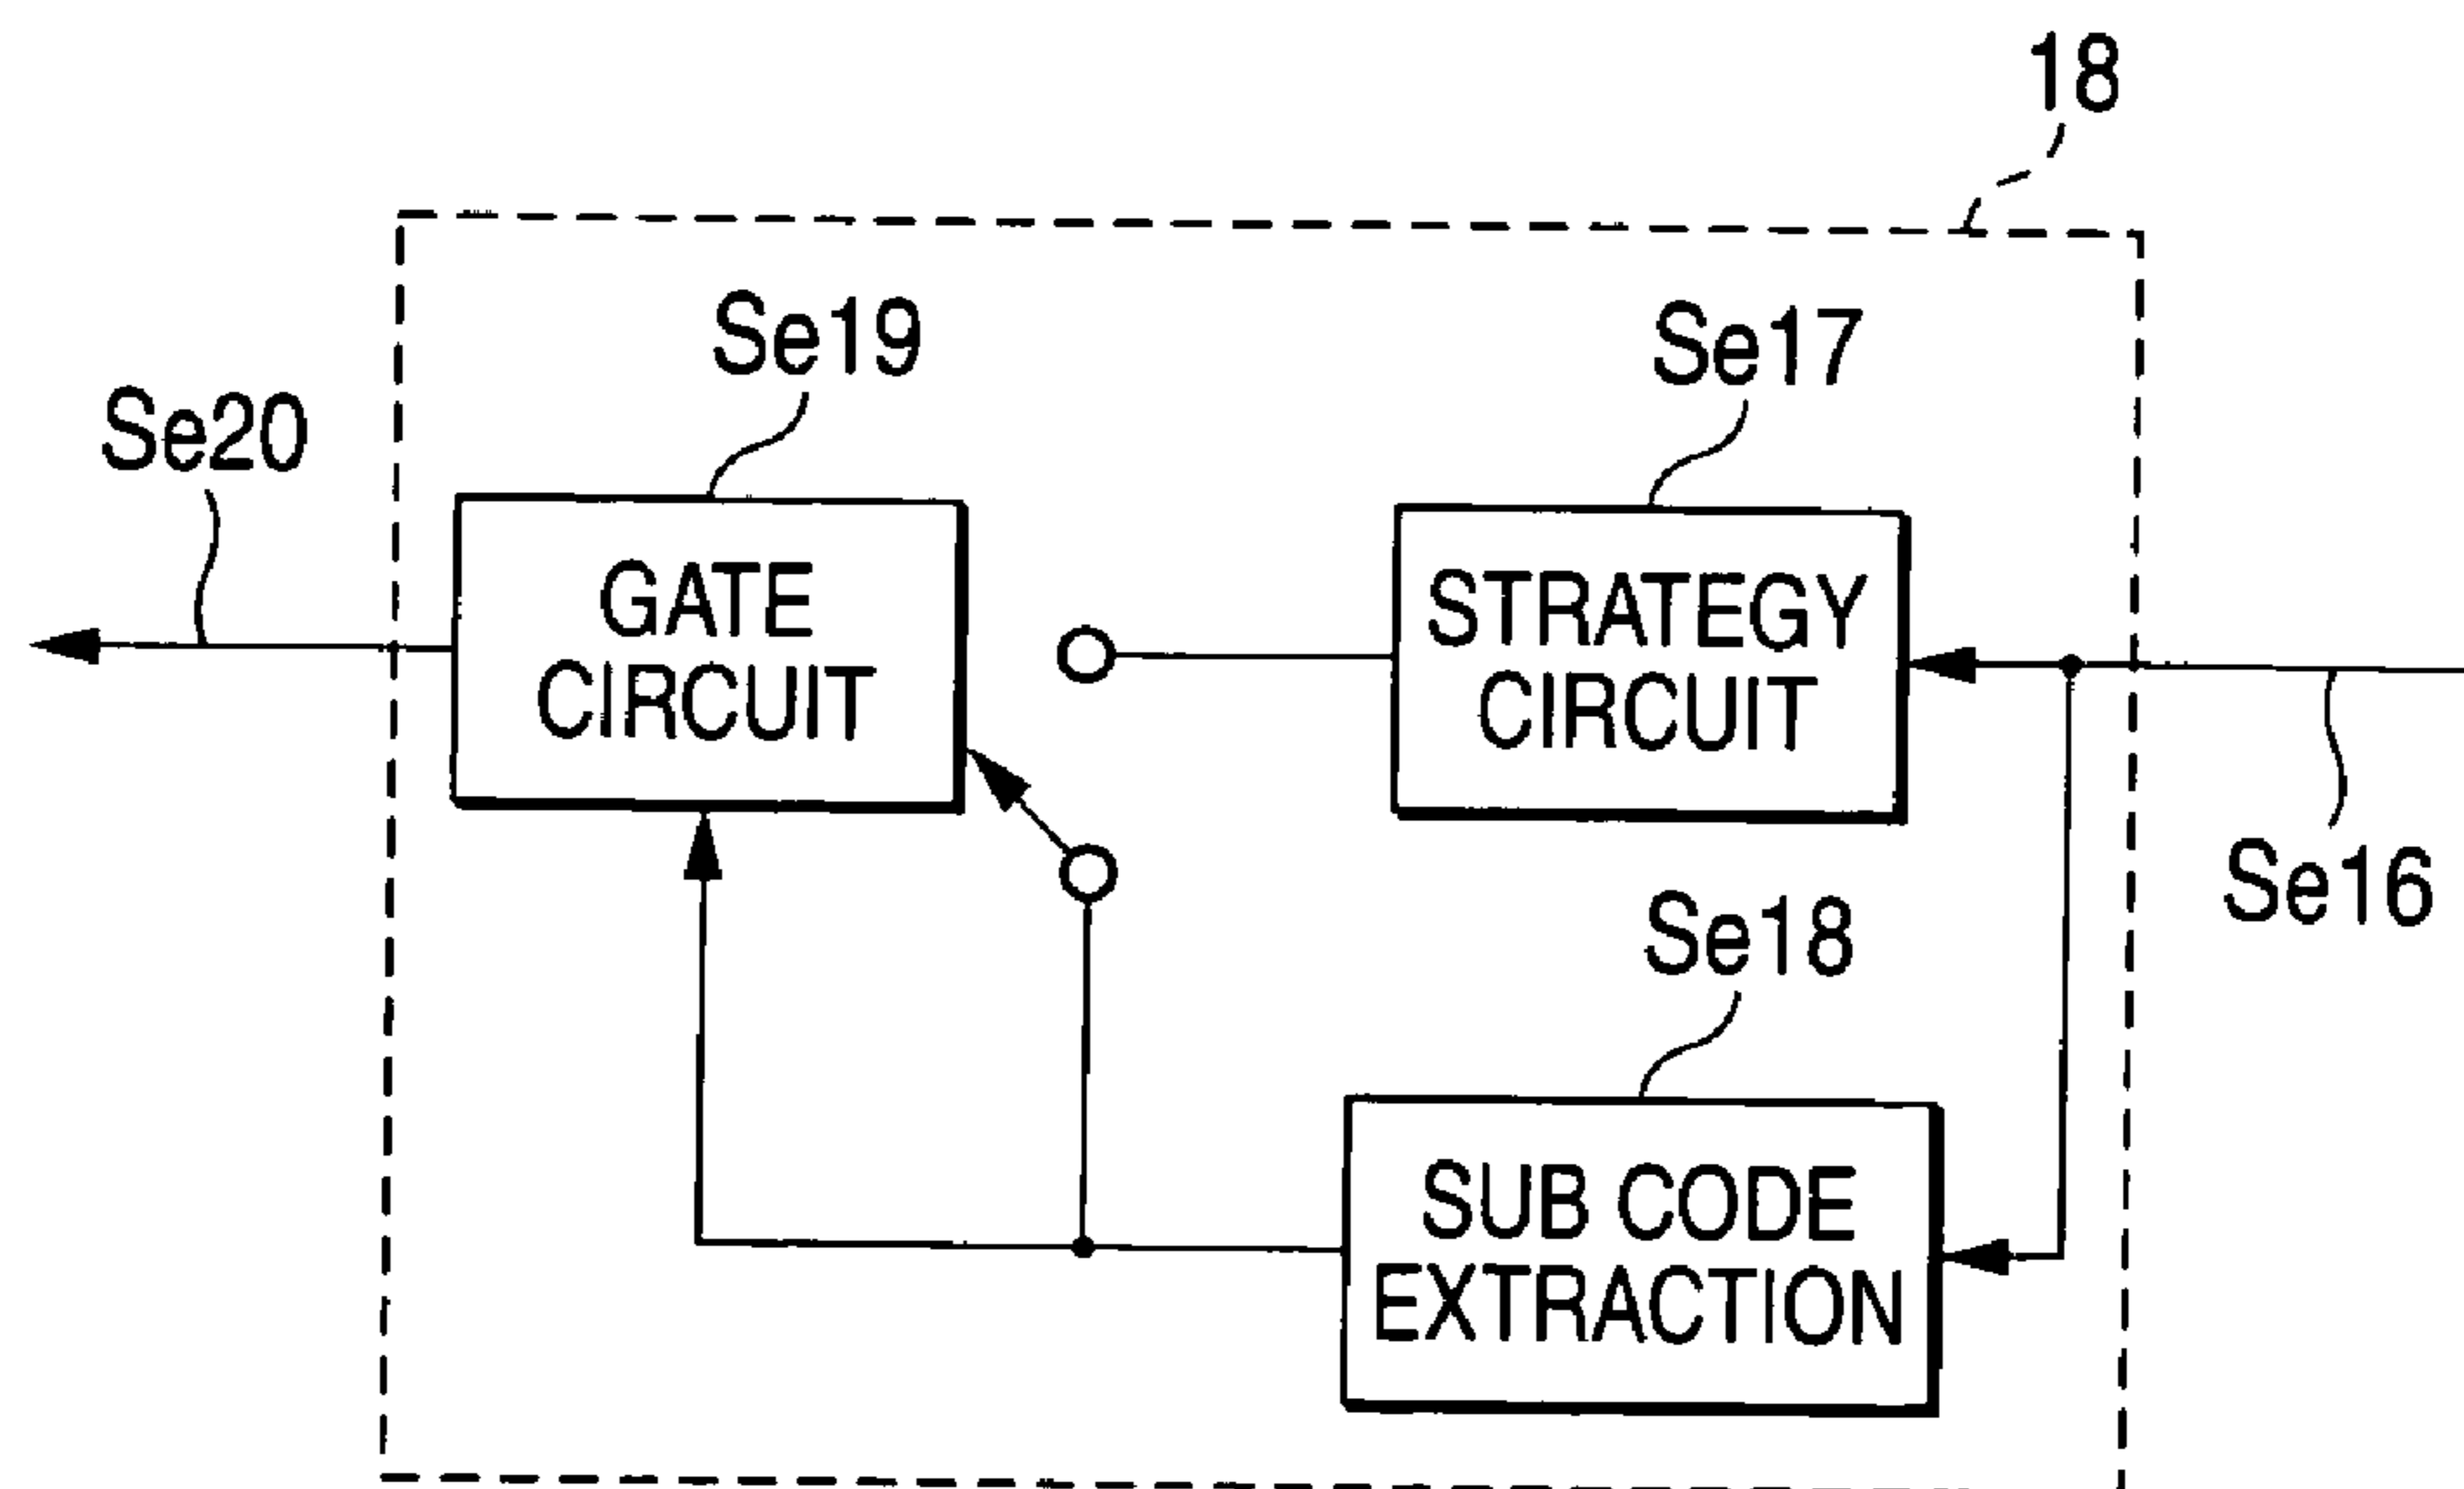 18
Se19
Se17
Se20
GATE
CIRCUIT
STRATEGY
CIRCUIT
Se16
Se18
SUB CODE
EXTRACTION